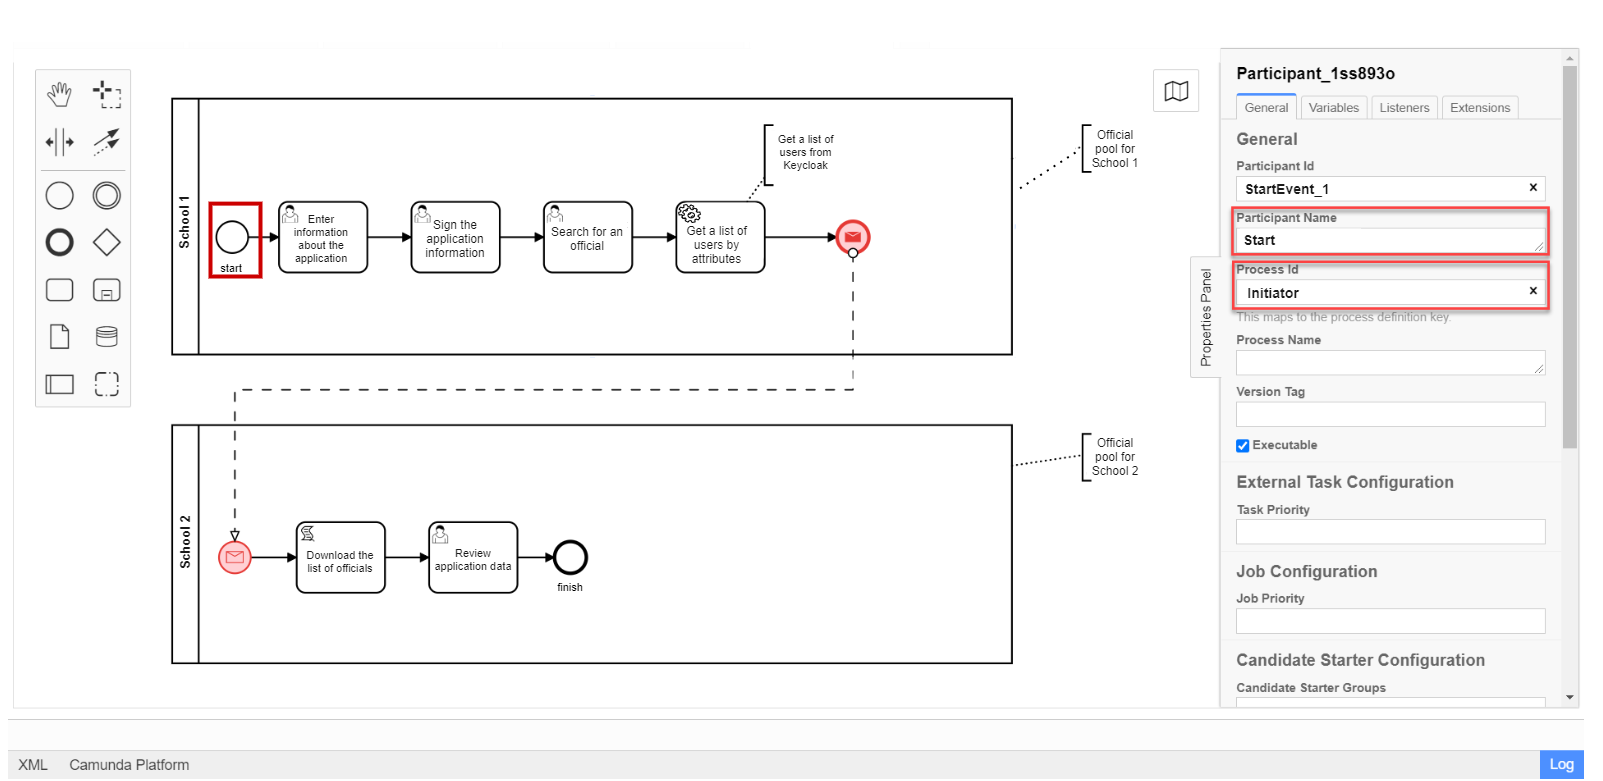 School 1
start
Enter
information
about the
application
Sign the
application
information
Search for an
official
Get a list of
users by
attributes
Get a list of
users from
Keycloak
Official
pool for
School 1
School 2
Download the
list of officials
Review
application data
finish
Official
pool for
School 2
Properties Panel
Participant_1ss893o
General Variables Listeners Extensions
General
Participant Id
StartEvent_1
Participant Name
Start
Process Id
Initiator
This maps to the process definition key.
Process Name
Version Tag
Executable
External Task Configuration
Task Priority
Job Configuration
Job Priority
Candidate Starter Configuration
Candidate Starter Groups
XML Camunda Platform Log